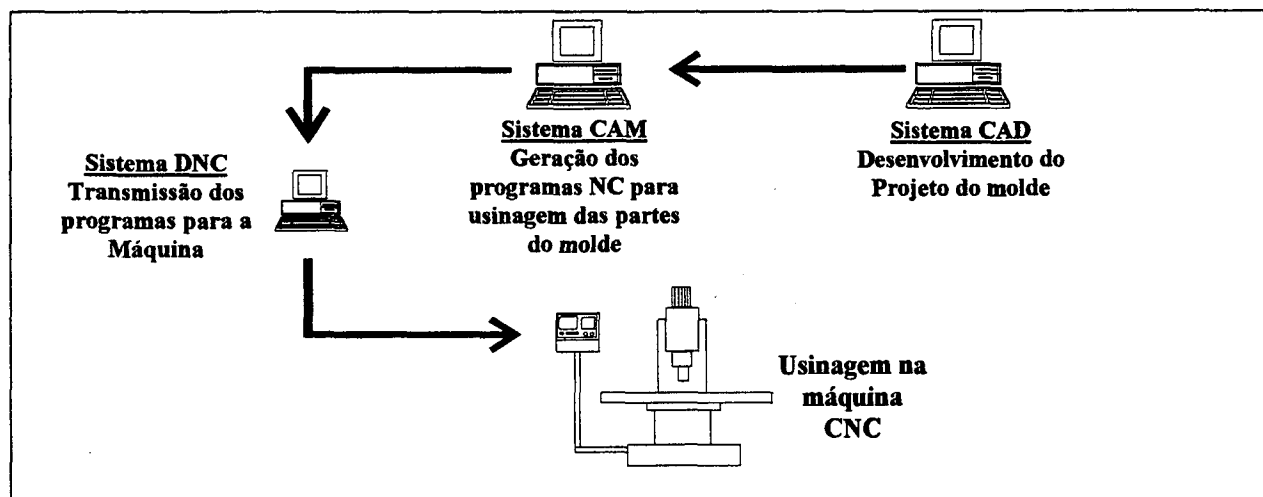 Sistema CAM
Geração dos
programas NC para
usinagem das partes
do molde
Sistema CAD
Desenvolvimento do
Projeto do molde
Sistema DNC
Transmissão dos
programas para a
Máquina
Usinagem na
máquina
CNC